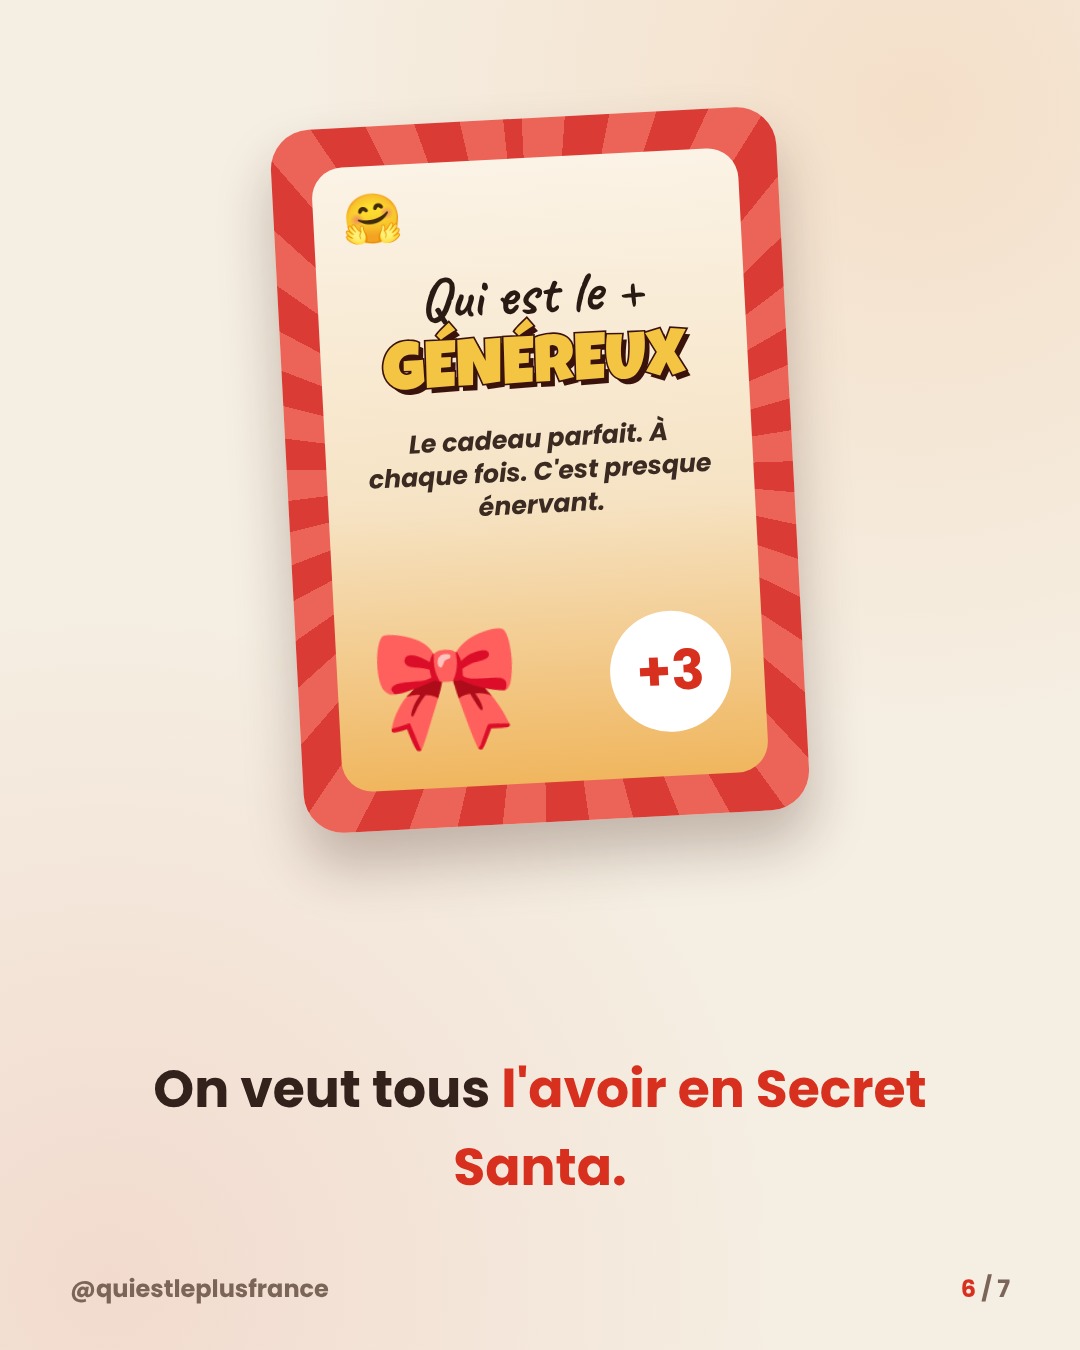 Qui est le +
GÉNÉREUX
Le cadeau parfait. À
chaque fois. C'est presque
énervant.
+3
On veut tous l'avoir en Secret
Santa.
@quiestleplusfrance
6 / 7